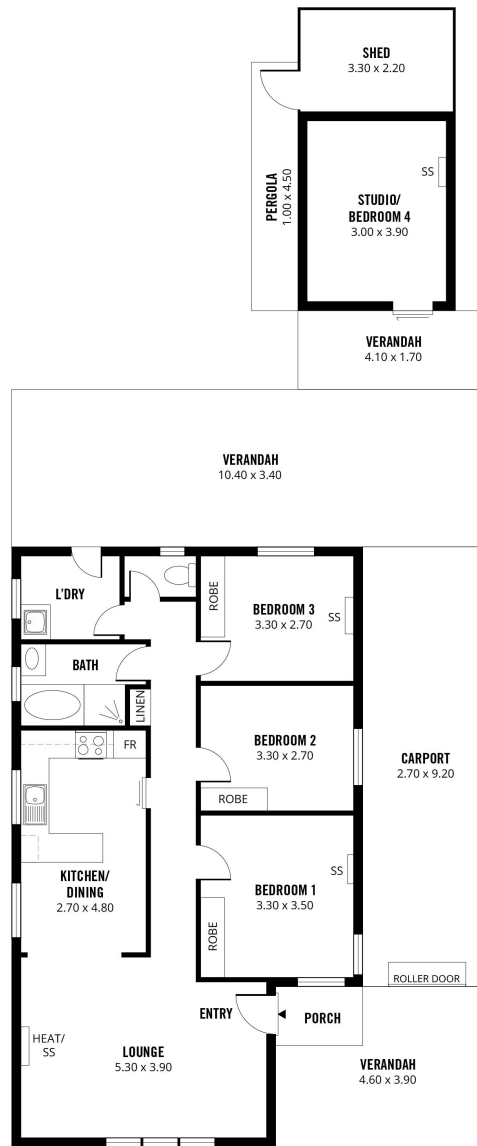 SHED
3.30 x 2.20
SS
PERGOLA
1.00 x 4.50
STUDIO/
BEDROOM 4
3.00 x 3.90
VERANDAH
4.10 x 1.70
VERANDAH
10.40 x 3.40
L'DRY
ROBE
BEDROOM 3
3.30 x 2.70
SS
BATH
LINEN
FR
BEDROOM 2
3.30 x 2.70
ROBE
CARPORT
2.70 x 9.20
KITCHEN/
DINING
2.70 x 4.80
SS
BEDROOM 1
3.30 x 3.50
ROBE
ROLLER DOOR
ENTRY
PORCH
HEAT/
SS
LOUNGE
5.30 x 3.90
VERANDAH
4.60 x 3.90